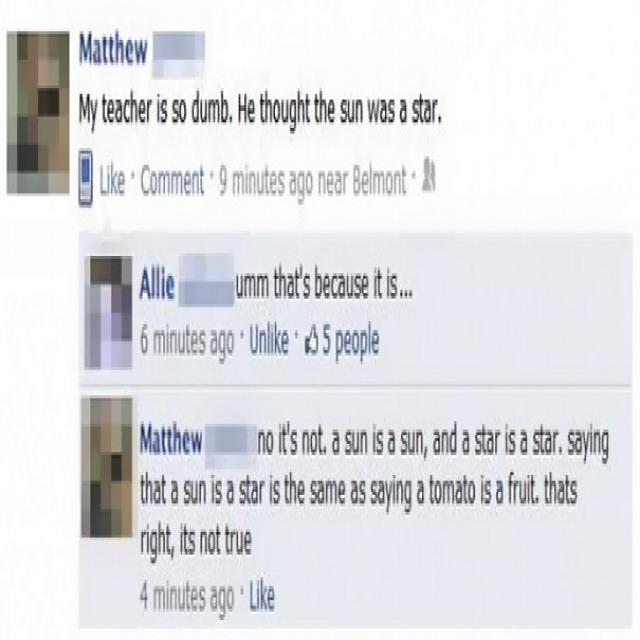 Matthew
My teacher is so dumb. He thought the sun was a star.
Like · Comment · 9 minutes ago near Belmont ·
Allie umm that's because it is...
6 minutes ago · Unlike · 5 people
Matthew no it's not. a sun is a sun, and a star is a star. saying
that a sun is a star is the same as saying a tomato is a fruit. thats
right, its not true
4 minutes ago · Like